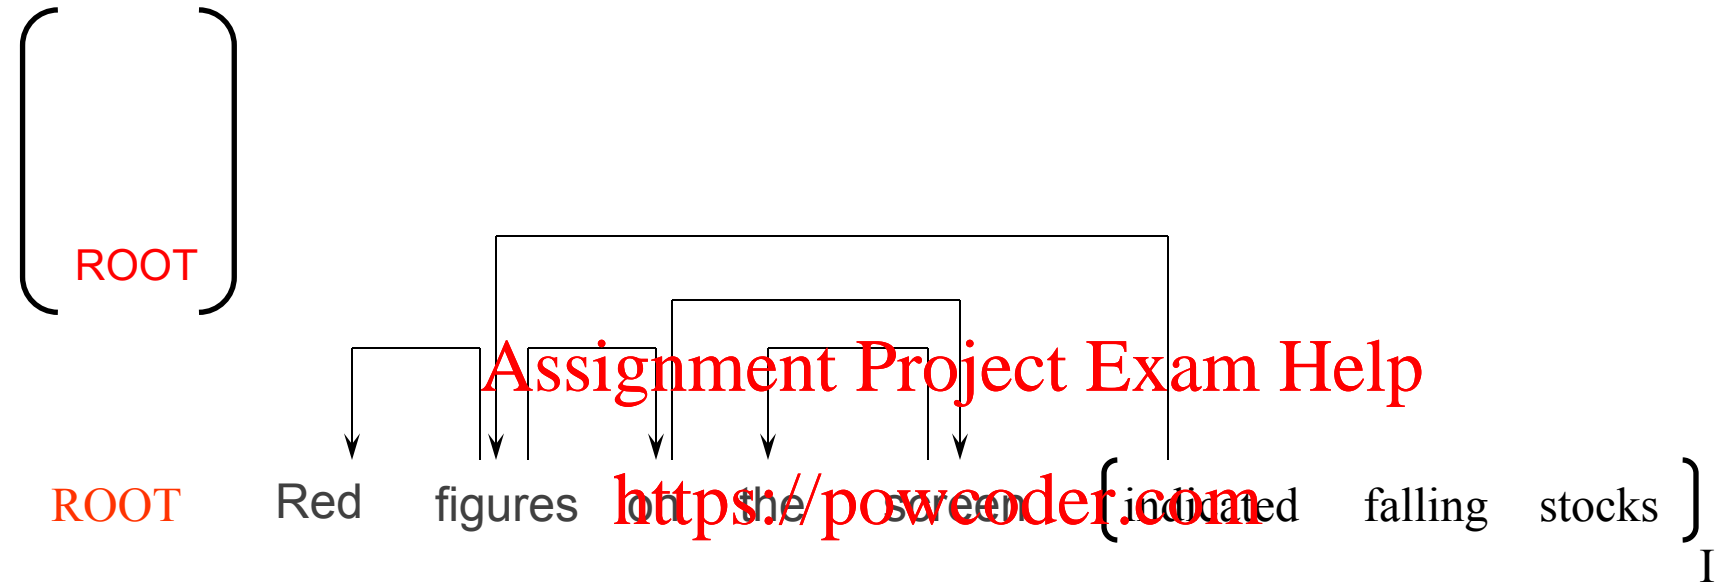 ROOT
Assignment Project Exam Help
ROOT Red figures on the screen indicated falling stocks
https://powcoder.com
I